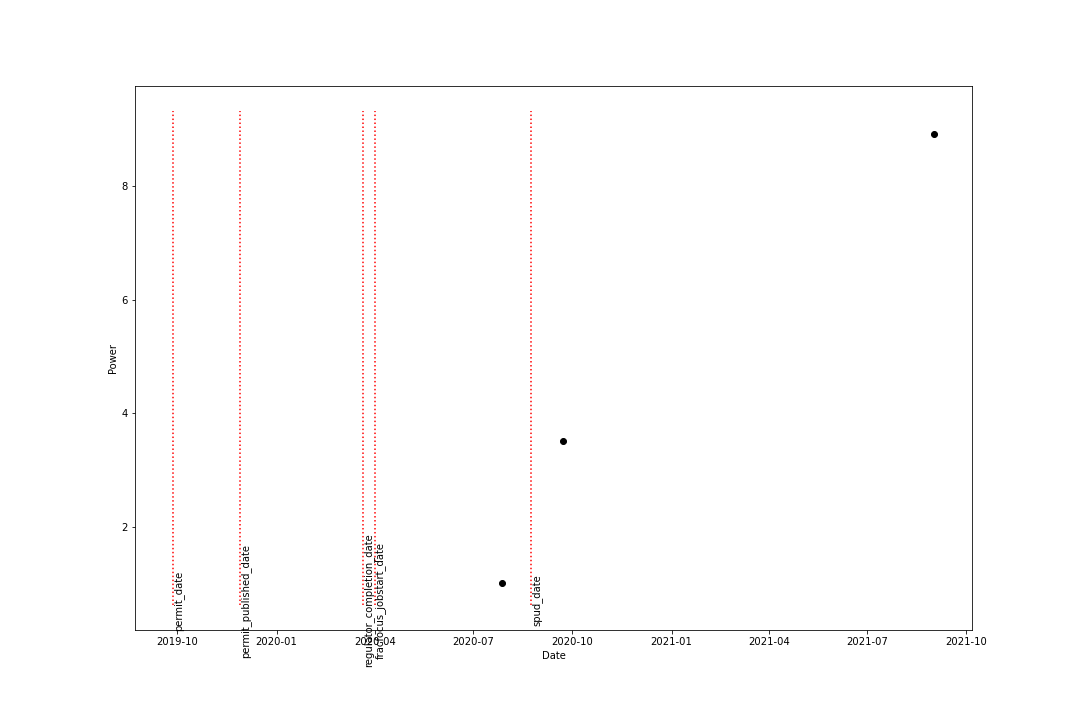 8
6
4
2
Power
permit_date
permit_published_date
regulator_completion_date
fracfocus_jobstart_date
spud_date
2019-10
2020-01
2020-04
2020-07
2020-10
2021-01
2021-04
2021-07
2021-10
Date